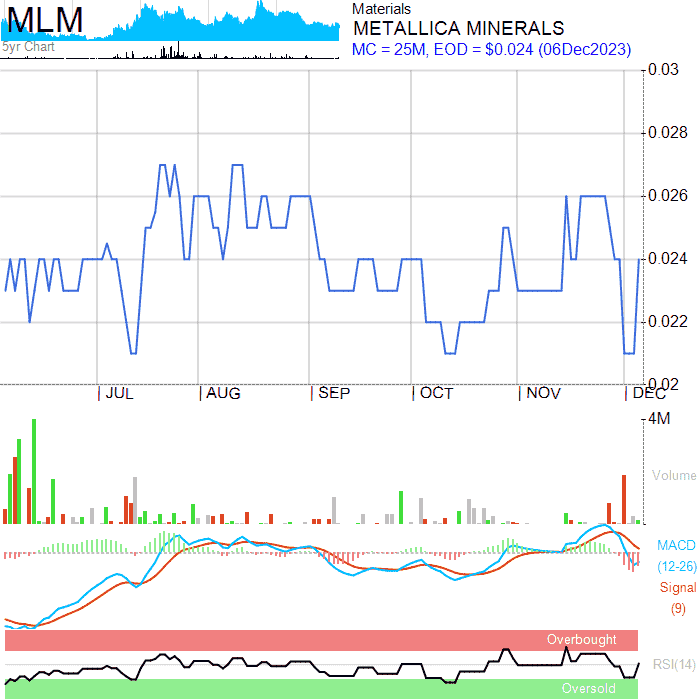 MLM
5yr Chart
Materials
METALLICA MINERALS
MC = 25M, EOD = $0.024 (06Dec2023)
0.03
0.028
0.026
0.024
0.022
0.02
JUL AUG SEP OCT NOV DEC
4M
Volume
MACD
(12-26)
Signal
(9)
Overbought
RSI(14)
Oversold